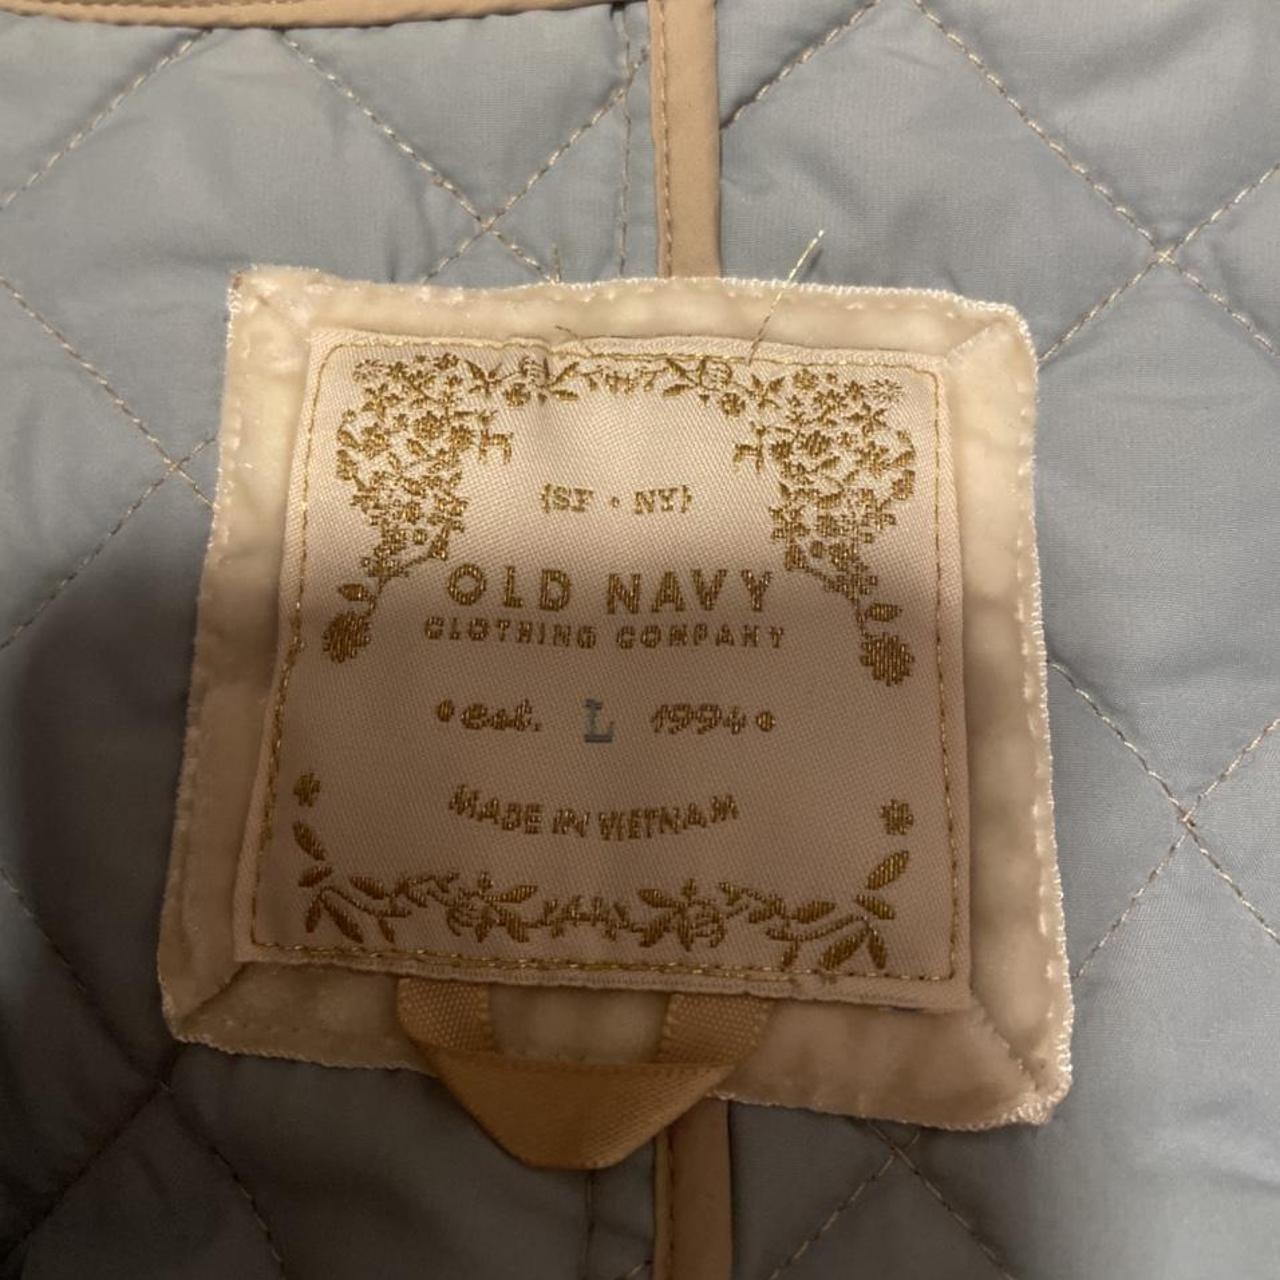 {SF • NY}
OLD NAVY
CLOTHING COMPANY
• est. L 1994 •
MADE IN VIETNAM